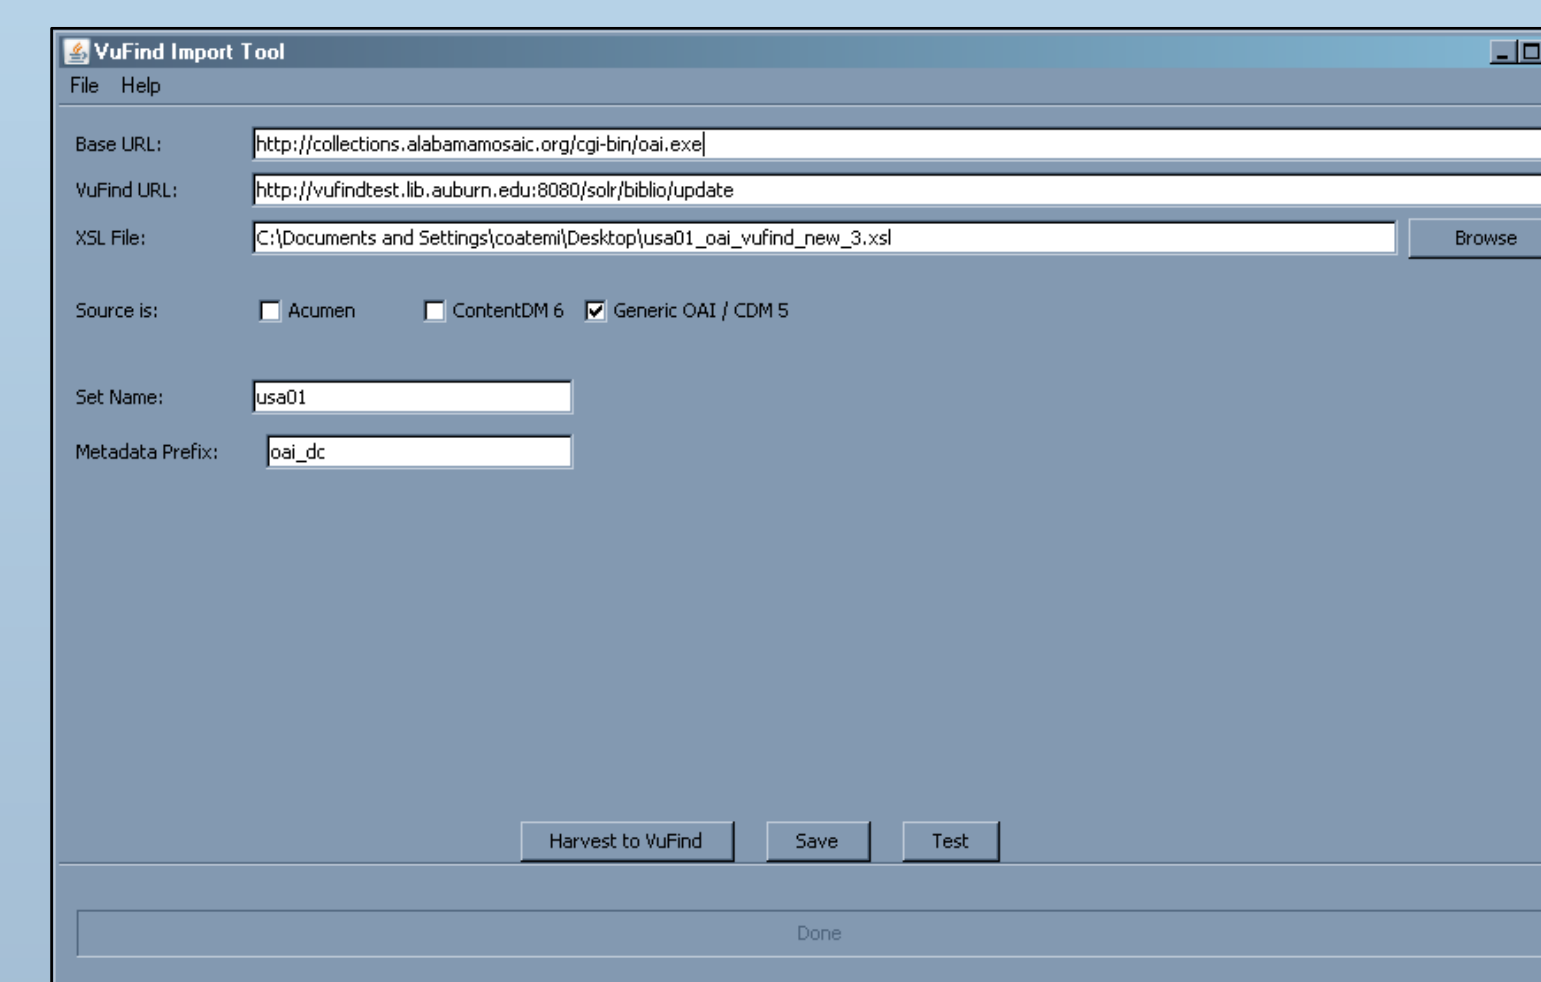 VuFind Import Tool
File Help
Base URL: http://collections.alabamamosaic.org/cgi-bin/oai.exe
VuFind URL: http://vufindtest.lib.auburn.edu:8080/solr/biblio/update
XSL File: C:\Documents and Settings\coatemi\Desktop\usa01_oai_vufind_new_3.xsl Browse
Source is: Acumen ContentDM 6 Generic OAI / CDM 5
Set Name: usa01
Metadata Prefix: oai_dc
Harvest to VuFind Save Test
Done